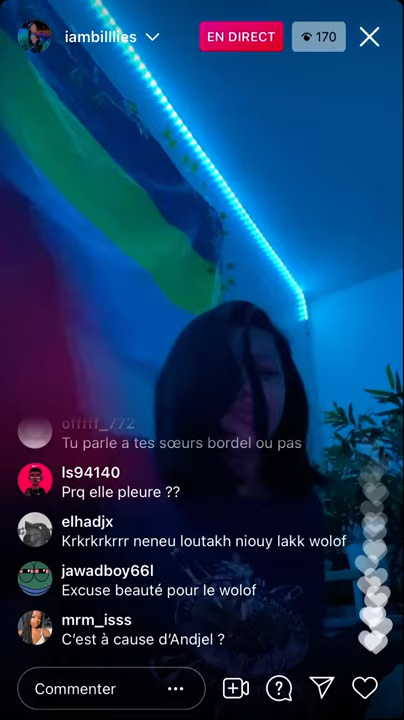 iambilllies
EN DIRECT
170
offfff_772
Tu parle a tes sœurs bordel ou pas
ls94140
Prq elle pleure ??
elhadjx
Krkrkrkrrr neneu loutakh niouy lakk wolof
jawadboy66l
Excuse beauté pour le wolof
mrm_isss
C'est à cause d'Andjel ?
Commenter